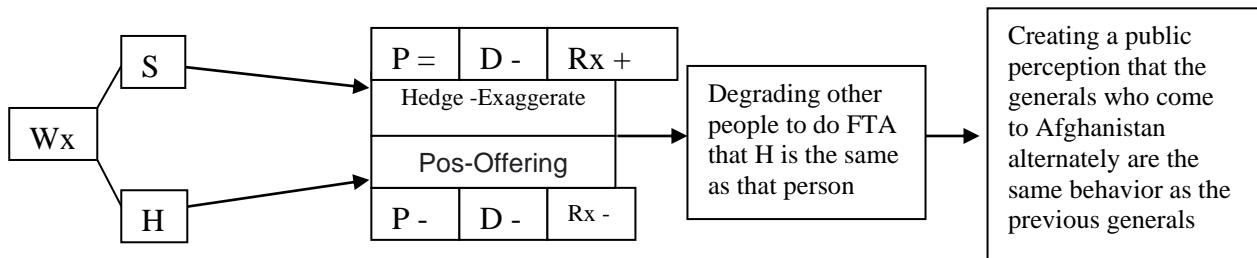 Wx
S
H
P = D - Rx +
Hedge -Exaggerate
Pos-Offering
P - D - Rx -
Degrading other
people to do FTA
that H is the same
as that person
Creating a public
perception that the
generals who come
to Afghanistan
alternately are the
same behavior as the
previous generals